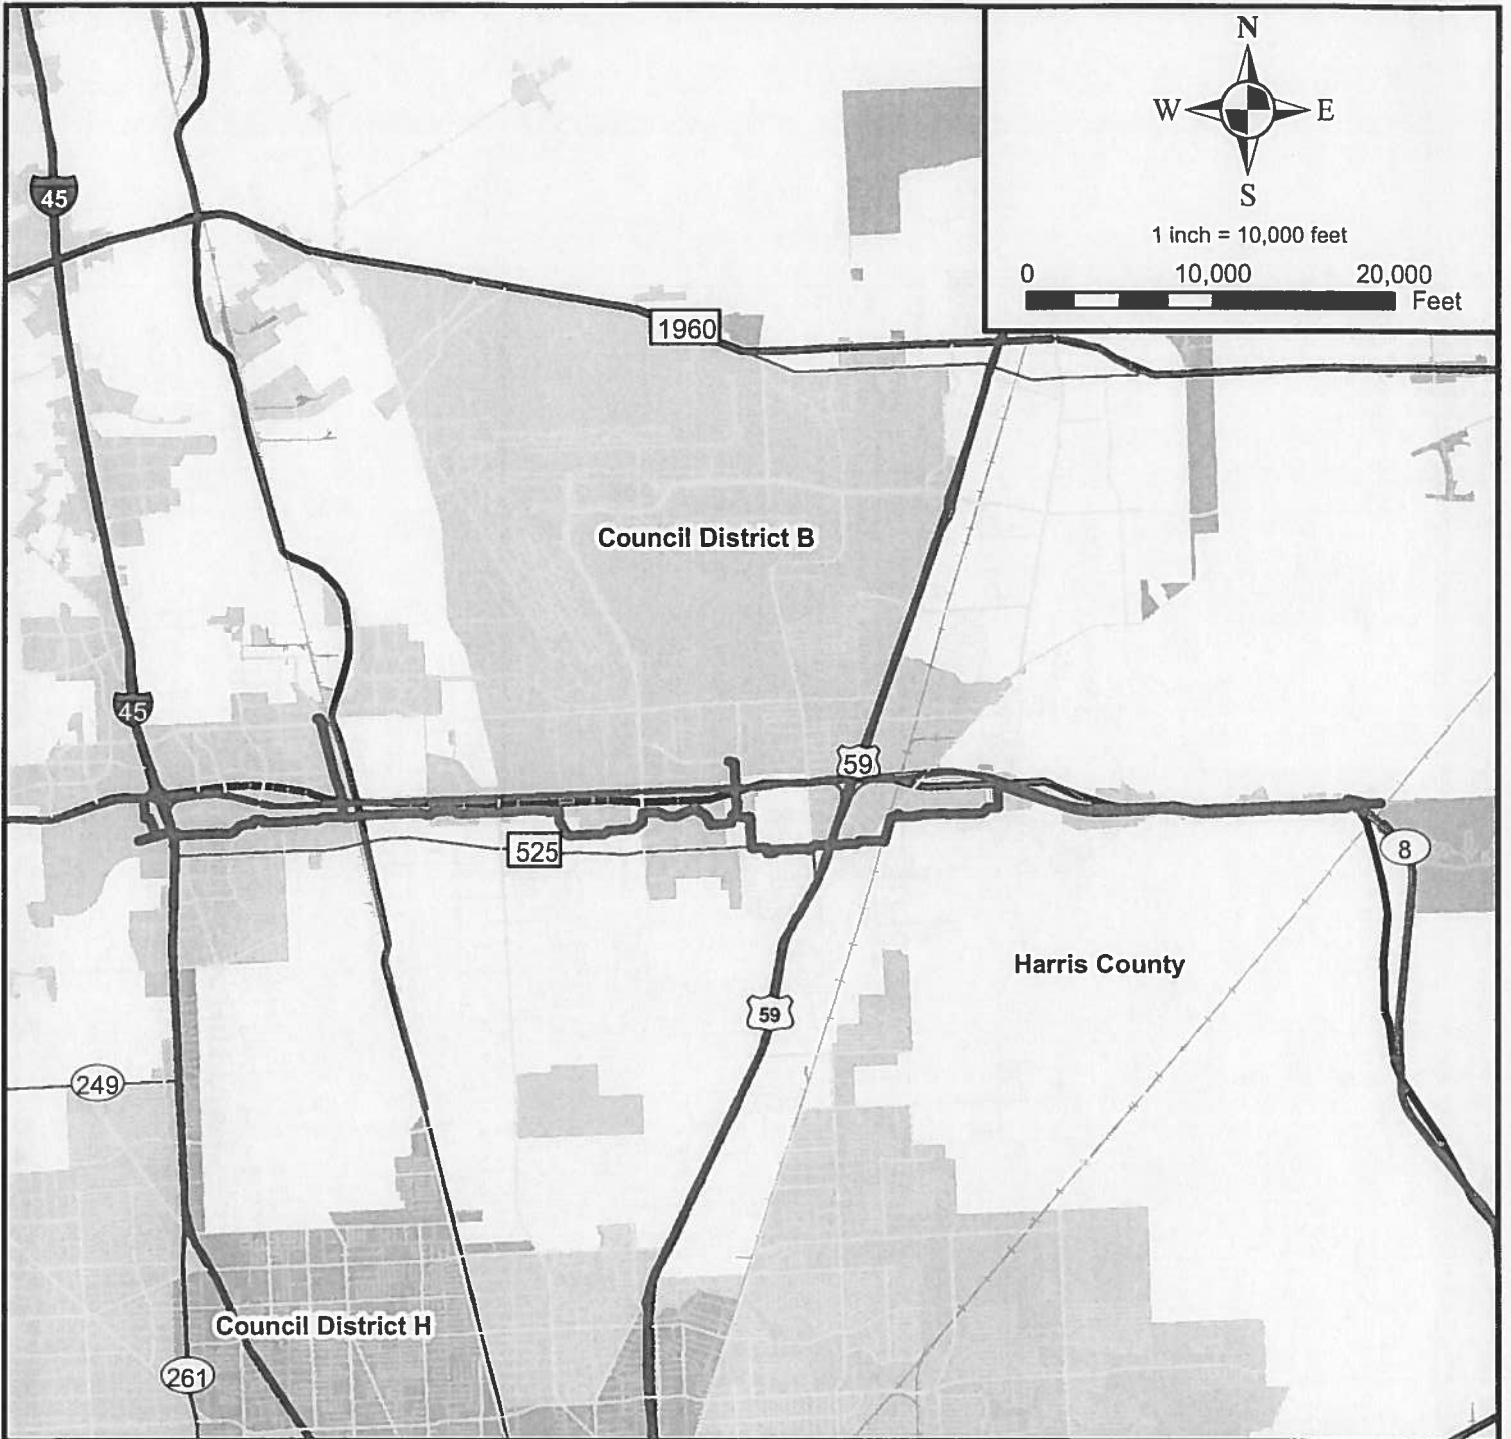 N
W E
S
1 inch = 10,000 feet
0 10,000 20,000
Feet
45
1960
Council District B
45
59
525
8
Harris County
59
249
Council District H
261